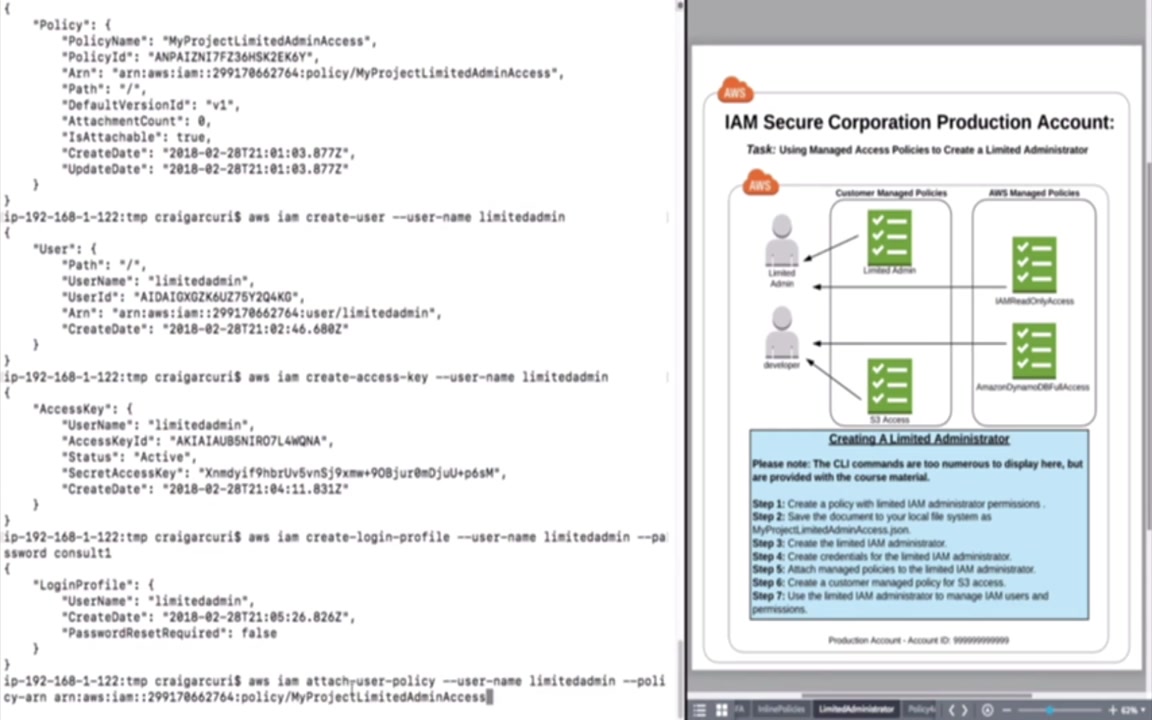 {
"Policy": {
"PolicyName": "MyProjectLimitedAdminAccess",
"PolicyId": "ANPAIZNI7FZ36HSK2EK6Y",
"Arn": "arn:aws:iam::299170662764:policy/MyProjectLimitedAdminAccess",
"Path": "/",
"DefaultVersionId": "v1",
"AttachmentCount": 0,
"IsAttachable": true,
"CreateDate": "2018-02-28T21:01:03.877Z",
"UpdateDate": "2018-02-28T21:01:03.877Z"
}
}
ip-192-168-1-122:tmp craigarcuri$ aws iam create-user --user-name limitedadmin
{
"User": {
"Path": "/",
"UserName": "limitedadmin",
"UserId": "AIDAIGXGZK6UZ75Y2Q4KG",
"Arn": "arn:aws:iam::299170662764:user/limitedadmin",
"CreateDate": "2018-02-28T21:02:46.680Z"
}
}
ip-192-168-1-122:tmp craigarcuri$ aws iam create-access-key --user-name limitedadmin
{
"AccessKey": {
"UserName": "limitedadmin",
"AccessKeyId": "AKIAIAUB5NIRO7L4WQNA",
"Status": "Active",
"SecretAccessKey": "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",
"CreateDate": "2018-02-28T21:04:11.831Z"
}
}
ip-192-168-1-122:tmp craigarcuri$ aws iam create-login-profile --user-name limitedadmin --pa
ssword consult1
{
"LoginProfile": {
"UserName": "limitedadmin",
"CreateDate": "2018-02-28T21:05:26.826Z",
"PasswordResetRequired": false
}
}
ip-192-168-1-122:tmp craigarcuri$ aws iam attach-user-policy --user-name limitedadmin --poli
cy-arn arn:aws:iam::299170662764:policy/MyProjectLimitedAdminAccess
AWS
IAM Secure Corporation Production Account:
Task: Using Managed Access Policies to Create a Limited Administrator
AWS
Customer Managed Policies
AWS Managed Policies
Limited
Admin
Limited Admin
IAMReadOnlyAccess
developer
AmazonDynamoDBFullAccess
S3 Access
Creating A Limited Administrator
Please note: The CLI commands are too numerous to display here, but
are provided with the course material.
Step 1: Create a policy with limited IAM administrator permissions .
Step 2: Save the document to your local file system as
MyProjectLimitedAdminAccess.json.
Step 3: Create the limited IAM administrator.
Step 4: Create credentials for the limited IAM administrator.
Step 5: Attach managed policies to the limited IAM administrator.
Step 6: Create a customer managed policy for S3 access.
Step 7: Use the limited IAM administrator to manage IAM users and
permissions.
Production Account - Account ID: 999999999999
FA InlinePolicies LimitedAdministrator 82%